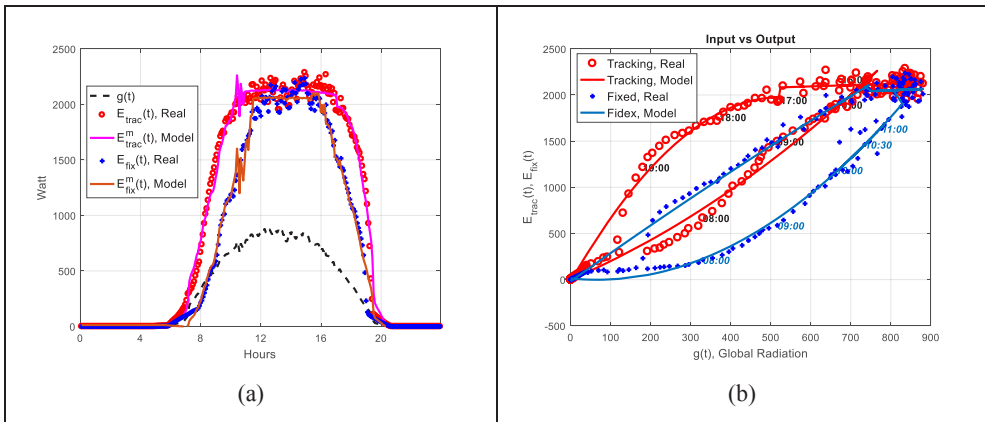 2500
2000
1500
1000
500
0
Watt
g(t)
E_trac(t), Real
E^m_trac(t), Model
E_fix(t), Real
E^m_fix(t), Model
0 4 8 12 16 20
Hours
(a)
Input vs Output
2500
2000
1500
1000
500
0
-500
E_trac(t), E_fix(t)
Tracking, Real
Tracking, Model
Fixed, Real
Fidex, Model
17:00
18:00
19:00
09:00
08:00
11:00
10:30
09:00
08:00
0 100 200 300 400 500 600 700 800 900
g(t), Global Radiation
(b)